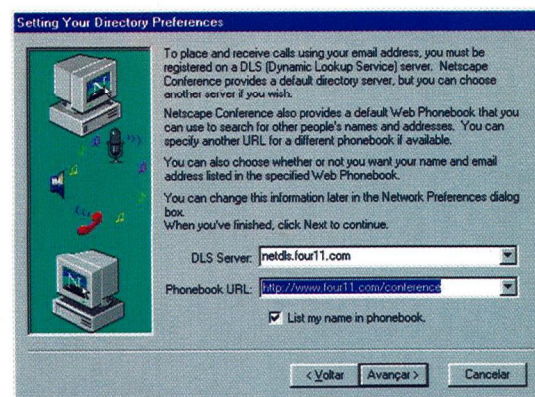 Setting Your Directory Preferences
To place and receive calls using your email address, you must be
registered on a DLS (Dynamic Lookup Service) server. Netscape
Conference provides a default directory server, but you can choose
another server if you wish.
Netscape Conference also provides a default Web Phonebook that you
can use to search for other people's names and addresses. You can
specify another URL for a different phonebook if available.
You can also choose whether or not you want your name and email
address listed in the specified Web Phonebook.
You can change this information later in the Network Preferences dialog
box.
When you've finished, click Next to continue.
DLS Server: netdls.four11.com
Phonebook URL: http://www.four11.com/conference
List my name in phonebook.
< Voltar Avançar > Cancelar